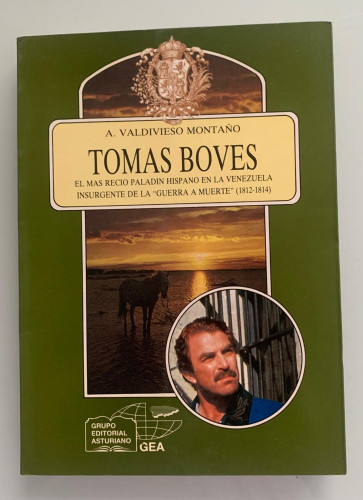 A. VALDIVIESO MONTAÑO
TOMAS BOVES
EL MAS RECIO PALADIN HISPANO EN LA VENEZUELA
INSURGENTE DE LA "GUERRA A MUERTE" (1812-1814)
GRUPO
EDITORIAL
ASTURIANO
GEA